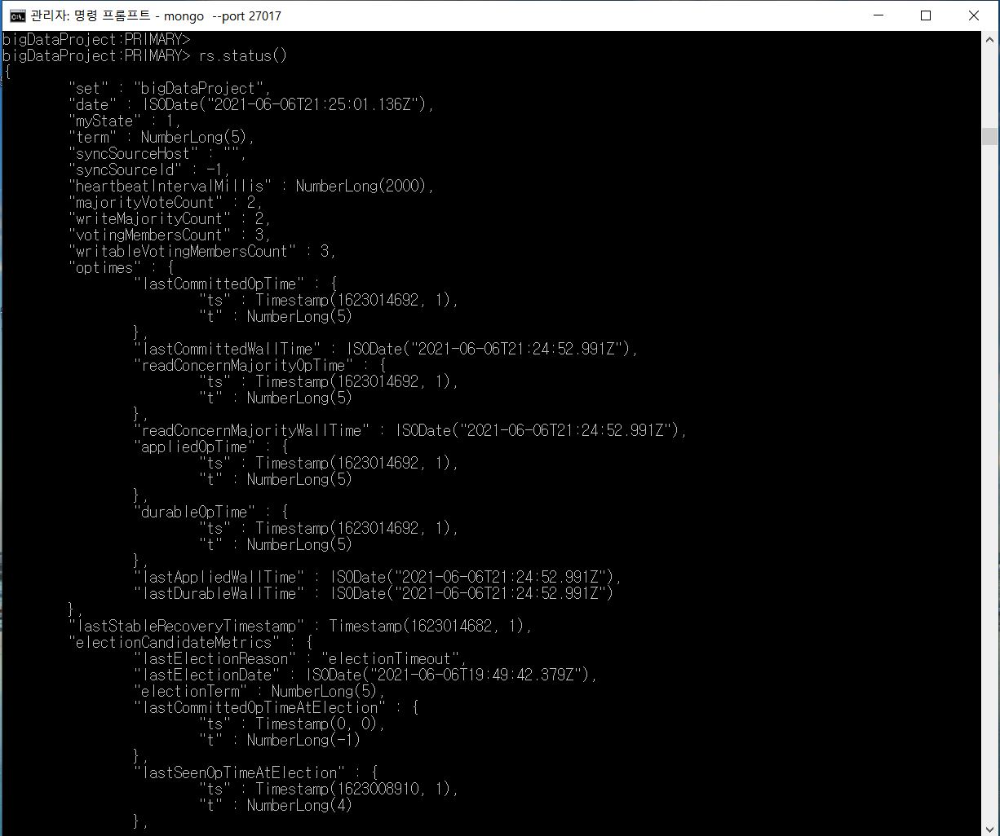 관리자: 명령 프롬프트 - mongo  --port 27017
bigDataProject:PRIMARY>
bigDataProject:PRIMARY> rs.status()
{
        "set" : "bigDataProject",
        "date" : ISODate("2021-06-06T21:25:01.136Z"),
        "myState" : 1,
        "term" : NumberLong(5),
        "syncSourceHost" : "",
        "syncSourceId" : -1,
        "heartbeatIntervalMillis" : NumberLong(2000),
        "majorityVoteCount" : 2,
        "writeMajorityCount" : 2,
        "votingMembersCount" : 3,
        "writableVotingMembersCount" : 3,
        "optimes" : {
                "lastCommittedOpTime" : {
                        "ts" : Timestamp(1623014692, 1),
                        "t" : NumberLong(5)
                },
                "lastCommittedWallTime" : ISODate("2021-06-06T21:24:52.991Z"),
                "readConcernMajorityOpTime" : {
                        "ts" : Timestamp(1623014692, 1),
                        "t" : NumberLong(5)
                },
                "readConcernMajorityWallTime" : ISODate("2021-06-06T21:24:52.991Z"),
                "appliedOpTime" : {
                        "ts" : Timestamp(1623014692, 1),
                        "t" : NumberLong(5)
                },
                "durableOpTime" : {
                        "ts" : Timestamp(1623014692, 1),
                        "t" : NumberLong(5)
                },
                "lastAppliedWallTime" : ISODate("2021-06-06T21:24:52.991Z"),
                "lastDurableWallTime" : ISODate("2021-06-06T21:24:52.991Z")
        },
        "lastStableRecoveryTimestamp" : Timestamp(1623014682, 1),
        "electionCandidateMetrics" : {
                "lastElectionReason" : "electionTimeout",
                "lastElectionDate" : ISODate("2021-06-06T19:49:42.379Z"),
                "electionTerm" : NumberLong(5),
                "lastCommittedOpTimeAtElection" : {
                        "ts" : Timestamp(0, 0),
                        "t" : NumberLong(-1)
                },
                "lastSeenOpTimeAtElection" : {
                        "ts" : Timestamp(1623008910, 1),
                        "t" : NumberLong(4)
                },